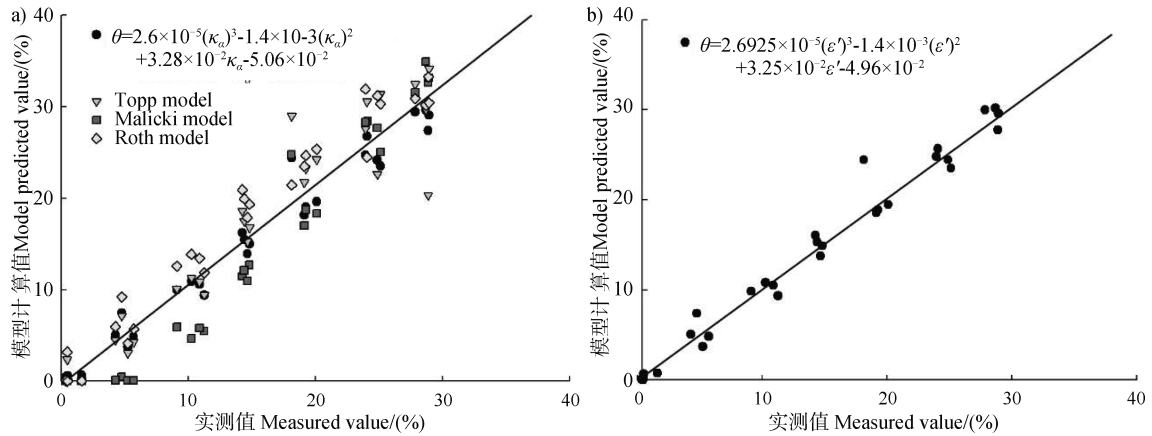 a)
40
30
20
10
0
模型计 算值Model predicted value/(%)
θ=2.6×10⁻⁵(κα)³-1.4×10-3(κα)²
+3.28×10⁻²κα-5.06×10⁻²
Topp model
Malicki model
Roth model
0 10 20 30 40
实测值 Measured value/(%)
b)
40
30
20
10
0
模型计 算值Model predicted value/(%)
θ=2.6925×10⁻⁵(ε′)³-1.4×10⁻³(ε′)²
+3.25×10⁻²ε′-4.96×10⁻²
0 10 20 30 40
实测值 Measured value/(%)